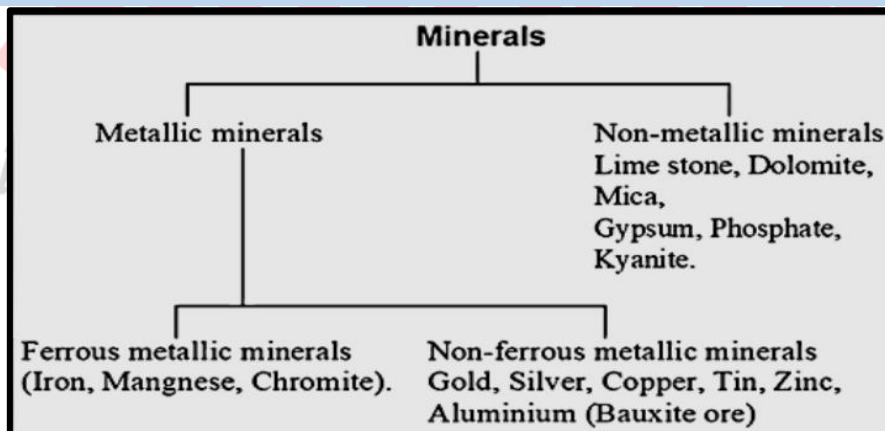 Minerals
Metallic minerals
Non-metallic minerals
Lime stone, Dolomite,
Mica,
Gypsum, Phosphate,
Kyanite.
Ferrous metallic minerals
(Iron, Mangnese, Chromite).
Non-ferrous metallic minerals
Gold, Silver, Copper, Tin, Zinc,
Aluminium (Bauxite ore)